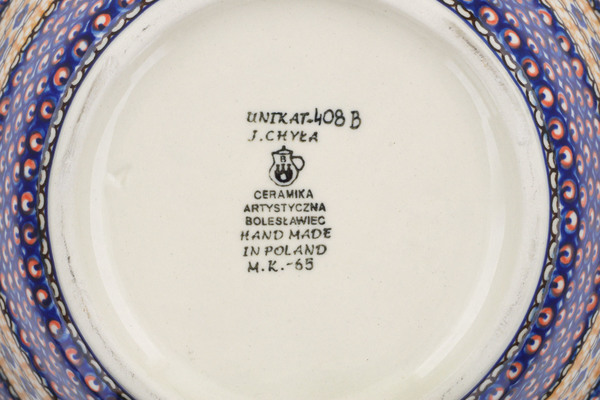 UNIKAT-408 B
J. CHYŁA
B
CERAMIKA
ARTYSTYCZNA
BOLESŁAWIEC
HAND MADE
IN POLAND
M.K.-65